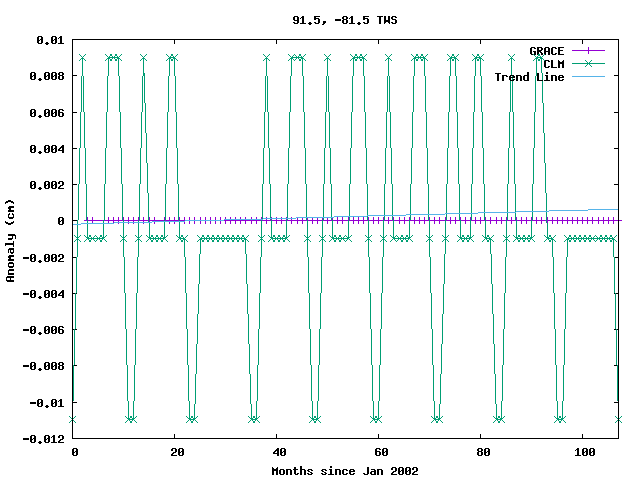 91.5, -81.5 TWS
0.01
0.008
0.006
0.004
0.002
0
-0.002
-0.004
-0.006
-0.008
-0.01
-0.012
Anomaly (cm)
GRACE
CLM
Trend Line
0 20 40 60 80 100
Months since Jan 2002